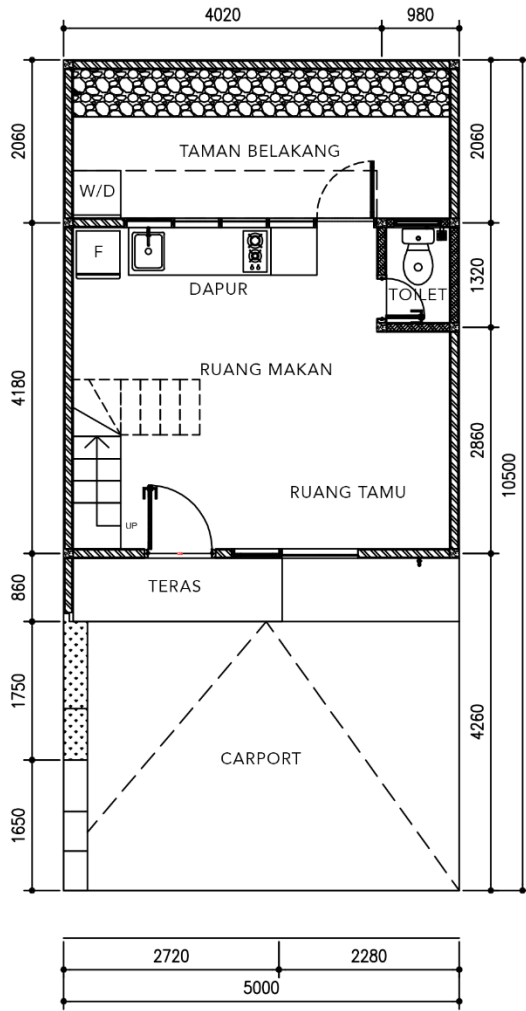 4020
980
2060
2060
TAMAN BELAKANG
W/D
F
DAPUR
TOILET
1320
RUANG MAKAN
4180
2860
10500
RUANG TAMU
UP
860
TERAS
1750
4260
CARPORT
1650
2720
2280
5000